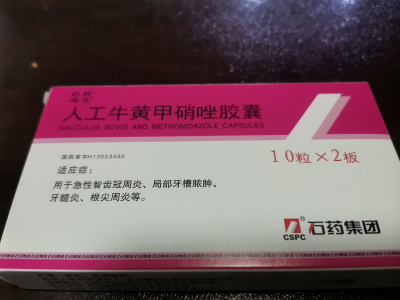 人工牛黄甲硝唑胶囊
CALCULUS BOVIS AND METRONIDAZOLE CAPSULES
国药准字H13023432
10粒×2板
适应症:
用于急性智齿冠周炎、局部牙槽脓肿、
牙髓炎、根尖周炎等。
CSPC
石药集团